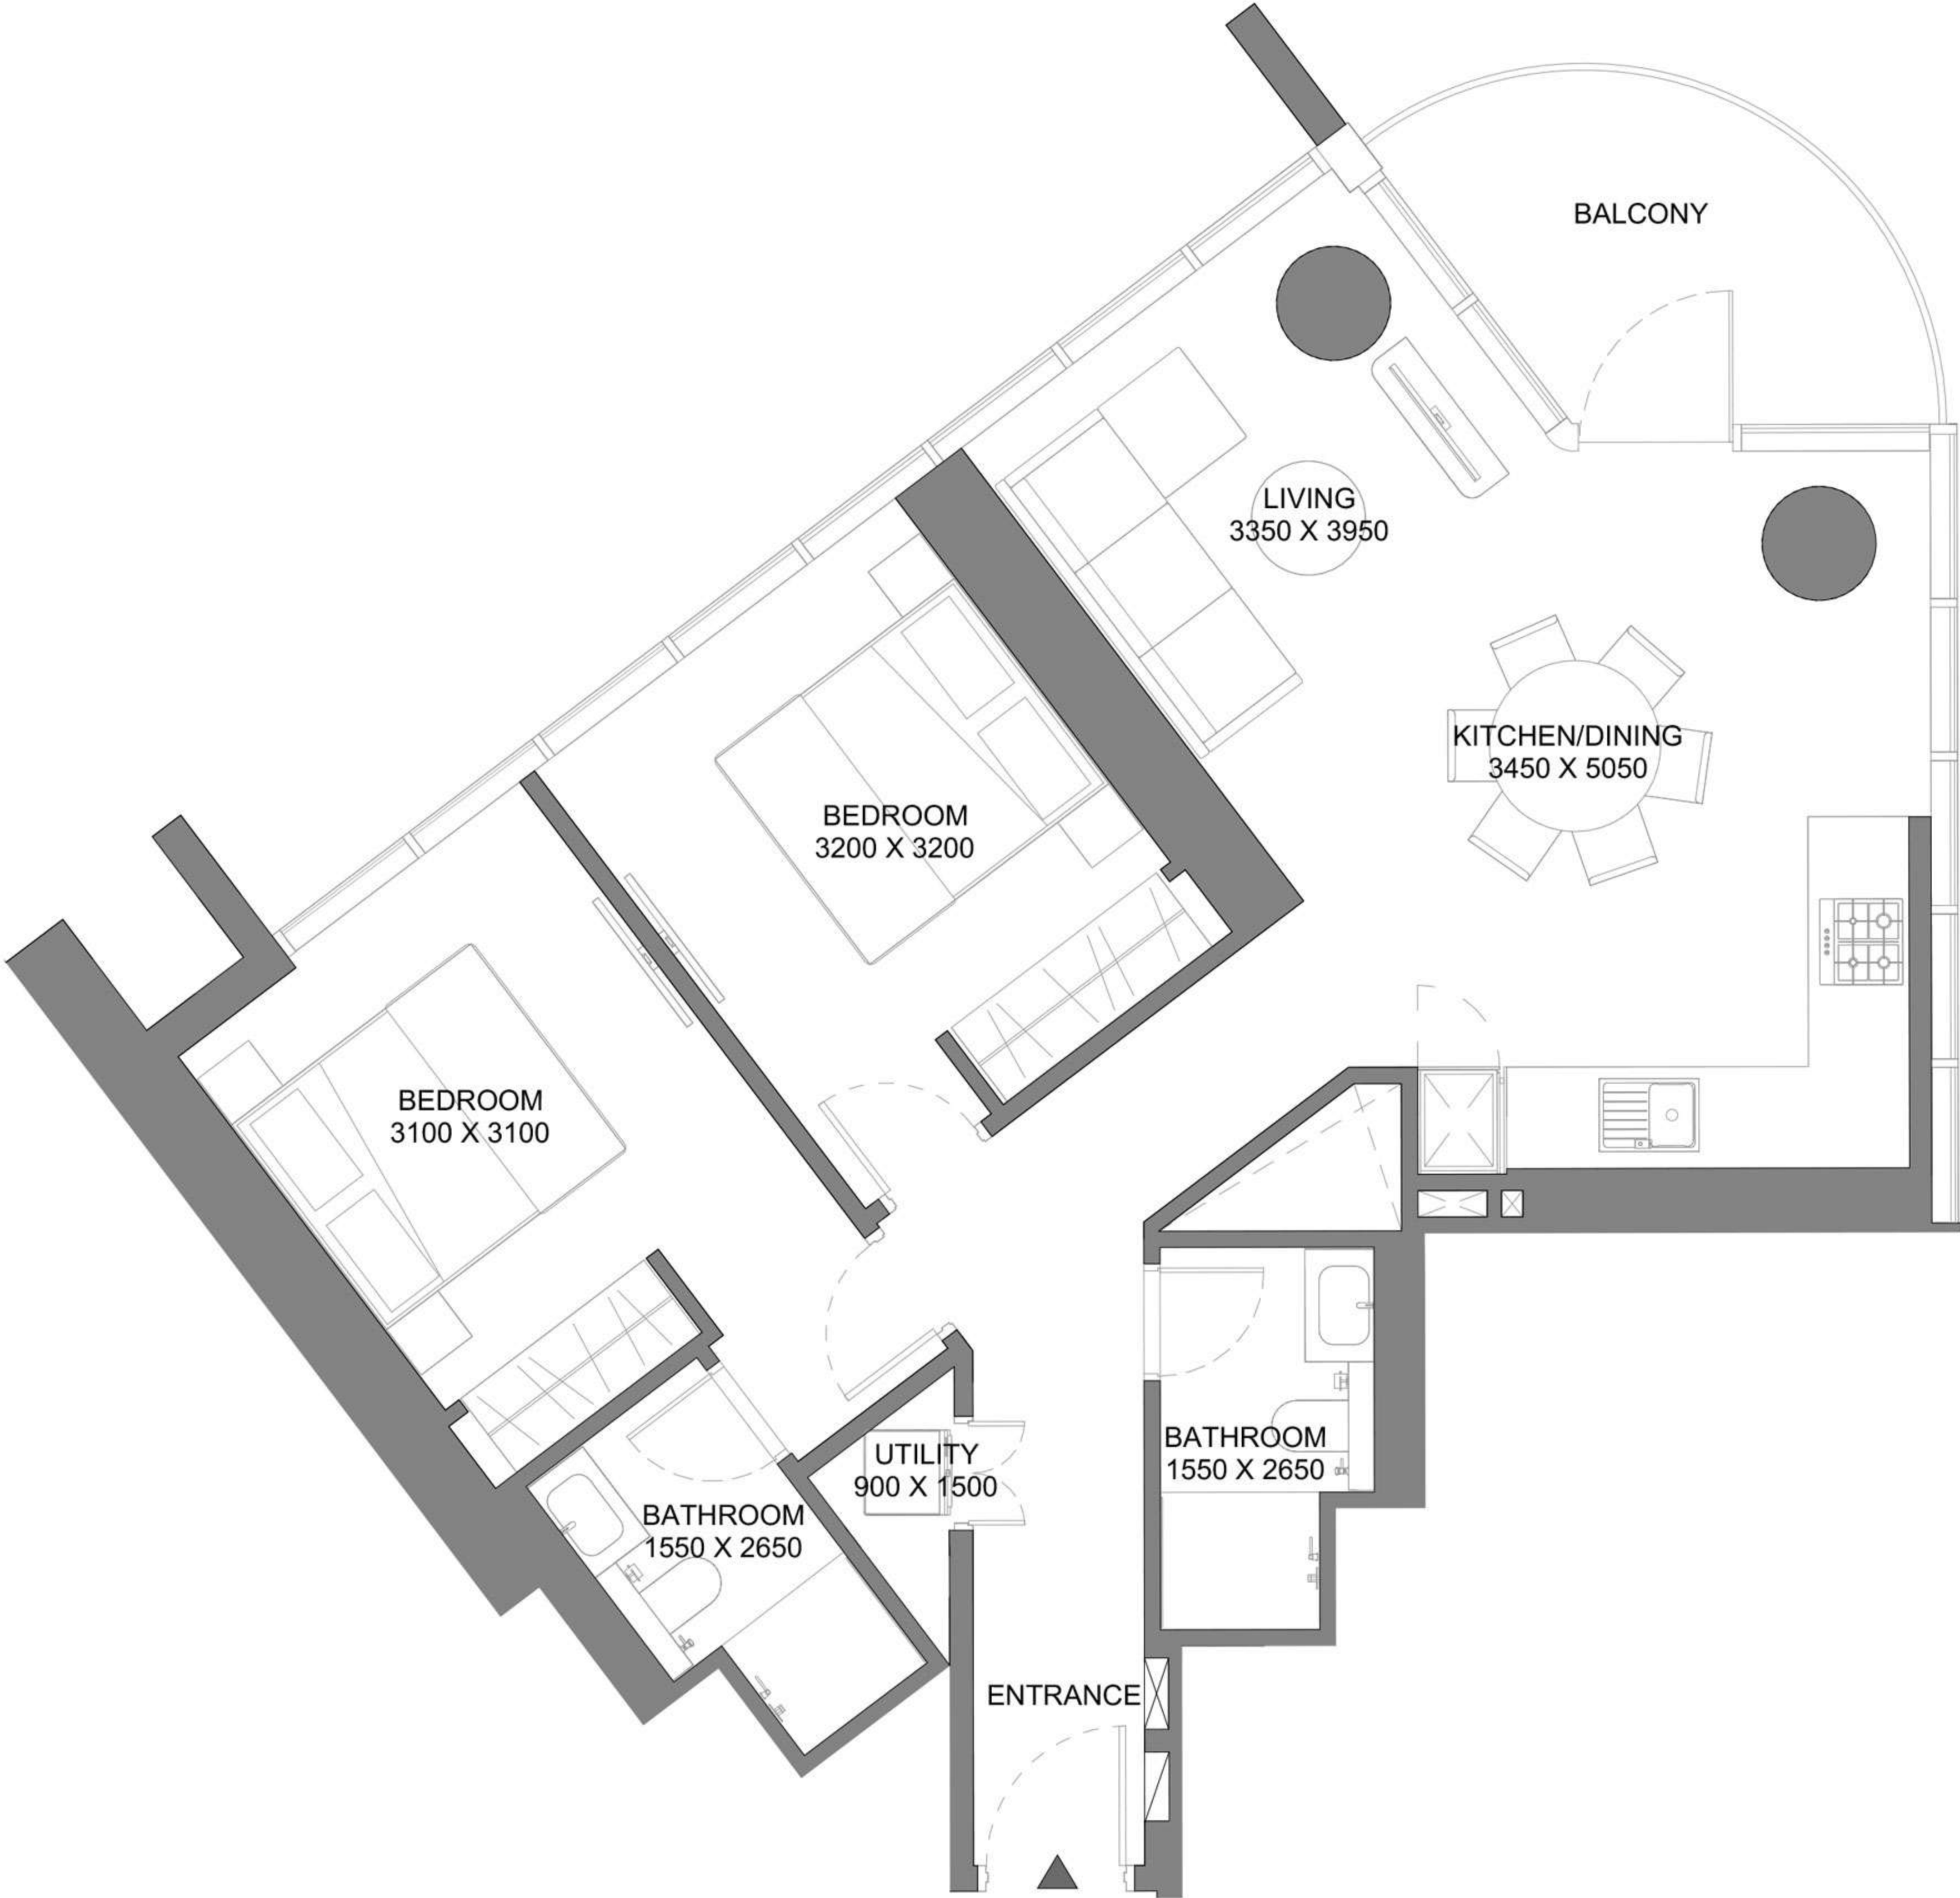 BALCONY
LIVING
3350 X 3950
KITCHEN/DINING
3450 X 5050
BEDROOM
3200 X 3200
BEDROOM
3100 X 3100
BATHROOM
1550 X 2650
UTILITY
900 X 1500
BATHROOM
1550 X 2650
ENTRANCE